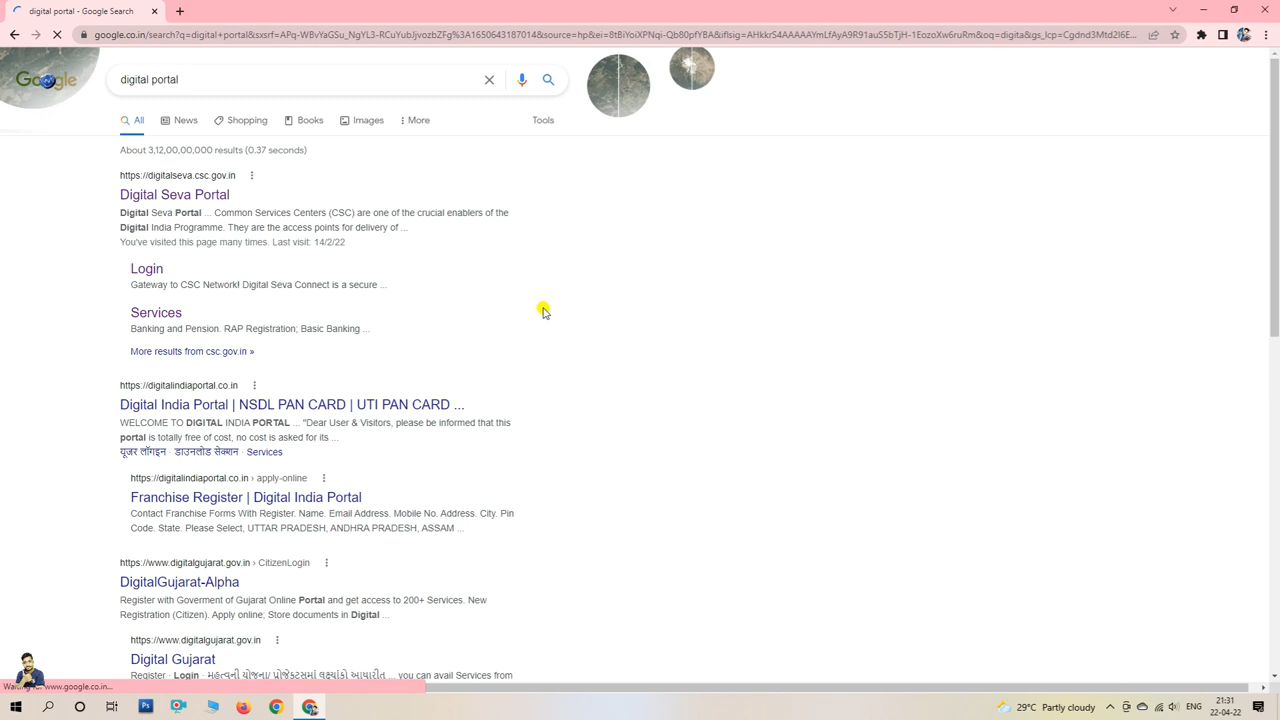 digital portal - Google Search
google.co.in/search?q=digital+portal&sxsrf=APq-WBvYaGSu_NgYL3-RCuYubJjvozbZFg%3A1650643187014&source=hp&ei=8tBiYoiXPNqi-Qb80pfYBA&iflsig=AHkkrS4AAAAAYmLfAyA9R91auS5bTjH-1EozoXw6ruRm&oq=digita&gs_lcp=Cgdnd3Mtd2l6E...
Google
digital portal
All News Shopping Books Images More Tools
About 3,12,00,00,000 results (0.37 seconds)
https://digitalseva.csc.gov.in
Digital Seva Portal
Digital Seva Portal ... Common Services Centers (CSC) are one of the crucial enablers of the
Digital India Programme. They are the access points for delivery of ...
You've visited this page many times. Last visit: 14/2/22
Login
Gateway to CSC Network! Digital Seva Connect is a secure ...
Services
Banking and Pension. RAP Registration; Basic Banking ...
More results from csc.gov.in »
https://digitalindiaportal.co.in
Digital India Portal | NSDL PAN CARD | UTI PAN CARD ...
WELCOME TO DIGITAL INDIA PORTAL ... "Dear User & Visitors, please be informed that this
portal is totally free of cost, no cost is asked for its ...
यूजर लॉगइन · डाउनलोड सेक्शन · Services
https://digitalindiaportal.co.in › apply-online
Franchise Register | Digital India Portal
Contact Franchise Forms With Register. Name. Email Address. Mobile No. Address. City. Pin
Code. State. Please Select, UTTAR PRADESH, ANDHRA PRADESH, ASSAM ...
https://www.digitalgujarat.gov.in › CitizenLogin
DigitalGujarat-Alpha
Register with Goverment of Gujarat Online Portal and get access to 200+ Services. New
Registration (Citizen). Apply online; Store documents in Digital ...
https://www.digitalgujarat.gov.in
Digital Gujarat
Register · Login · મહત્વની યોજના/ પ્રોજેક્ટસમાં લક્ષ્યાંકો આધારીત ... you can avail Services from
Waiting for www.google.co.in...
Ps
29°C Partly cloudy ENG 21:31
22-04-22